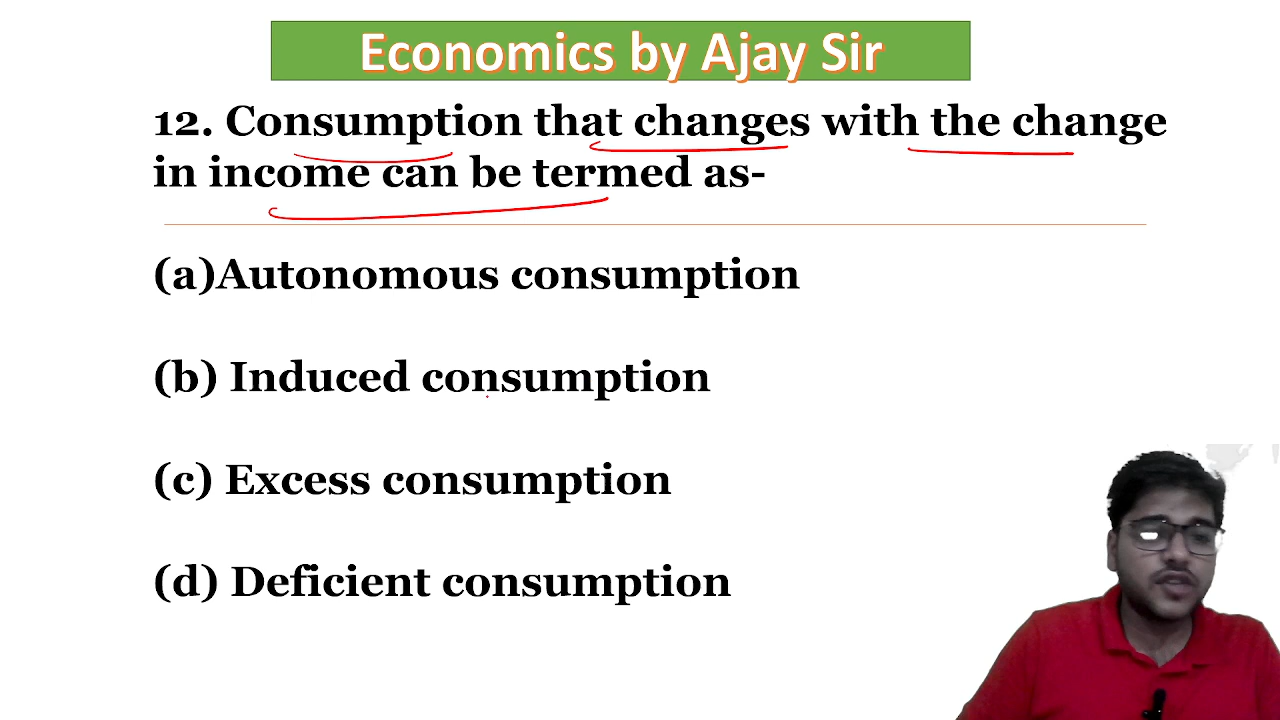 Economics by Ajay Sir
12. Consumption that changes with the change
in income can be termed as-
(a)Autonomous consumption
(b) Induced consumption
(c) Excess consumption
(d) Deficient consumption